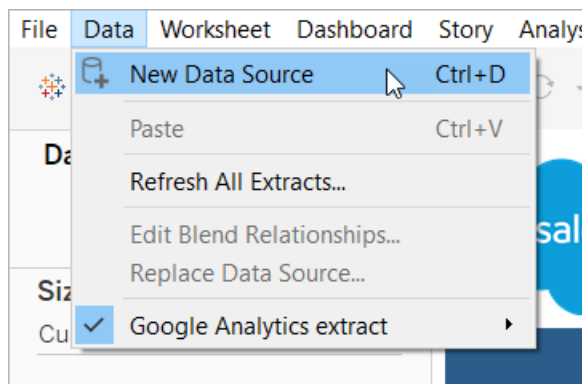 File Data Worksheet Dashboard Story Analys
New Data Source Ctrl+D
Paste Ctrl+V
Da
Refresh All Extracts...
sal
Edit Blend Relationships...
Replace Data Source...
Siz
Google Analytics extract
Cu